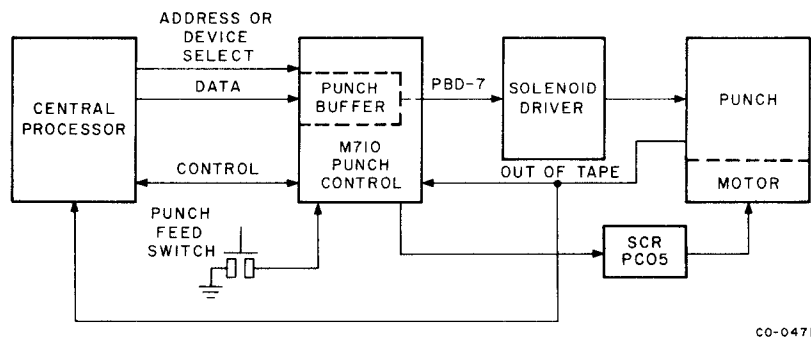 ADDRESS OR
DEVICE
SELECT
DATA
CENTRAL
PROCESSOR
CONTROL
PUNCH
BUFFER
M710
PUNCH
CONTROL
PBD-7
SOLENOID
DRIVER
PUNCH
MOTOR
OUT OF TAPE
PUNCH
FEED
SWITCH
SCR
PC05
CO-0471